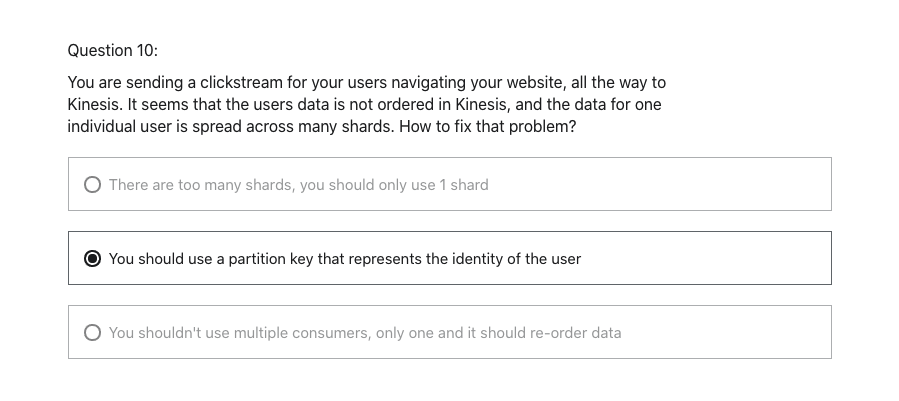 Question 10:
You are sending a clickstream for your users navigating your website, all the way to
Kinesis. It seems that the users data is not ordered in Kinesis, and the data for one
individual user is spread across many shards. How to fix that problem?
There are too many shards, you should only use 1 shard
You should use a partition key that represents the identity of the user
You shouldn't use multiple consumers, only one and it should re-order data